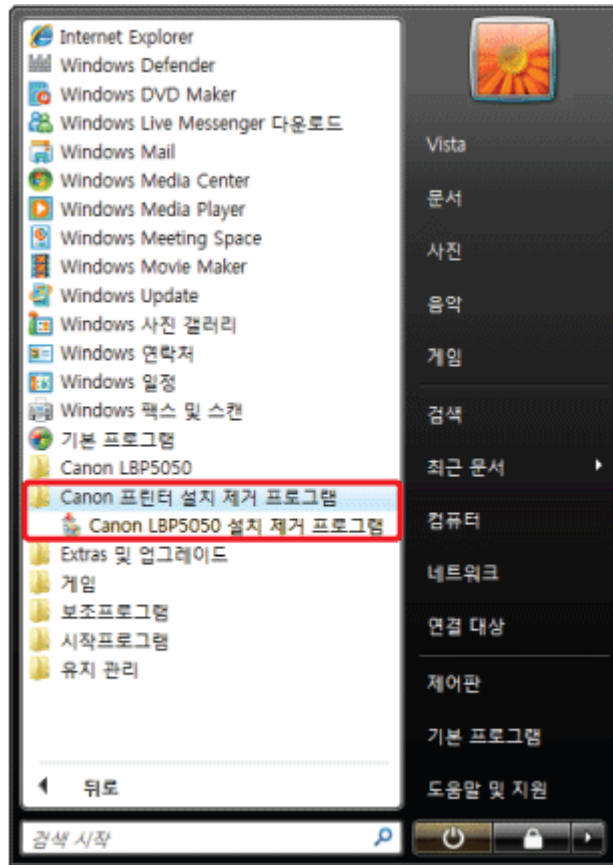 Internet Explorer
Windows Defender
Windows DVD Maker
Windows Live Messenger 다운로드
Windows Mail
Windows Media Center
Windows Media Player
Windows Meeting Space
Windows Movie Maker
Windows Update
Windows 사진 갤러리
Windows 연락처
Windows 일정
Windows 팩스 및 스캔
기본 프로그램
Canon LBP5050
Canon 프린터 설치 제거 프로그램
Canon LBP5050 설치 제거 프로그램
Extras 및 업그레이드
게임
보조프로그램
시작프로그램
유지 관리
뒤로
검색 시작
Vista
문서
사진
음악
게임
검색
최근 문서
컴퓨터
네트워크
연결 대상
제어판
기본 프로그램
도움말 및 지원